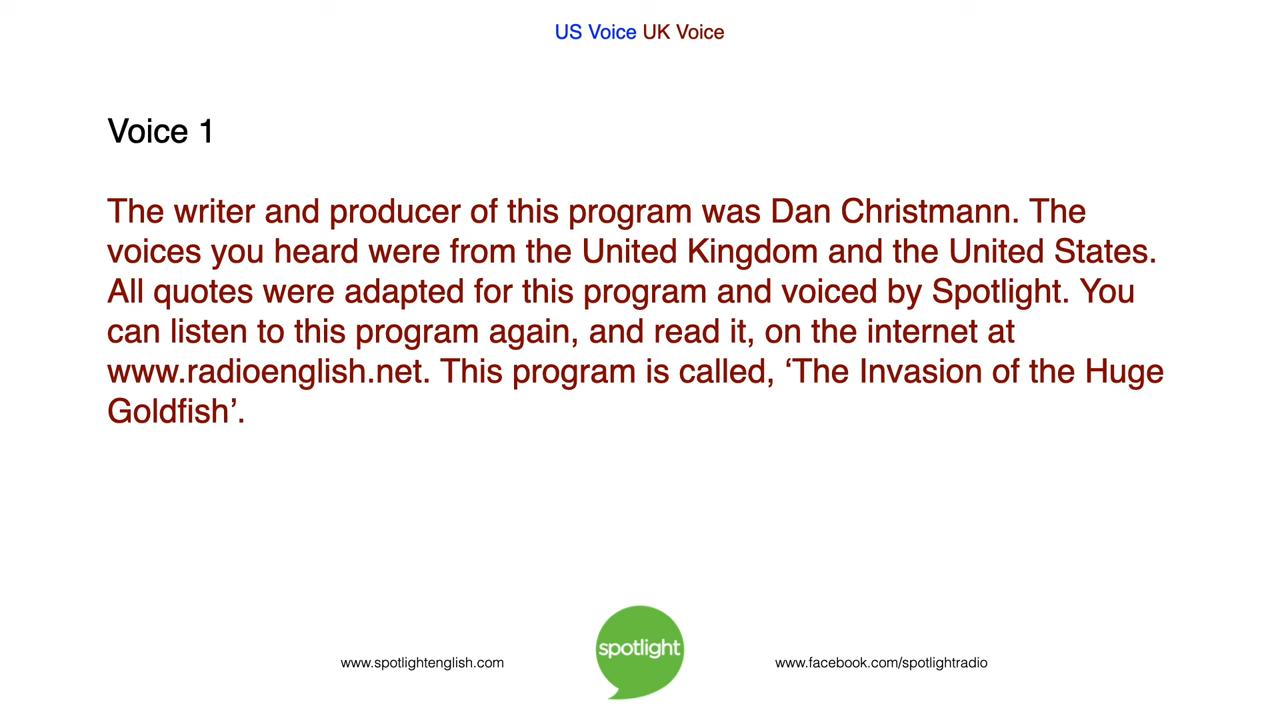 US Voice UK Voice
Voice 1
The writer and producer of this program was Dan Christmann. The
voices you heard were from the United Kingdom and the United States.
All quotes were adapted for this program and voiced by Spotlight. You
can listen to this program again, and read it, on the internet at
www.radioenglish.net. This program is called, ‘The Invasion of the Huge
Goldfish’.
www.spotlightenglish.com
spotlight
www.facebook.com/spotlightradio